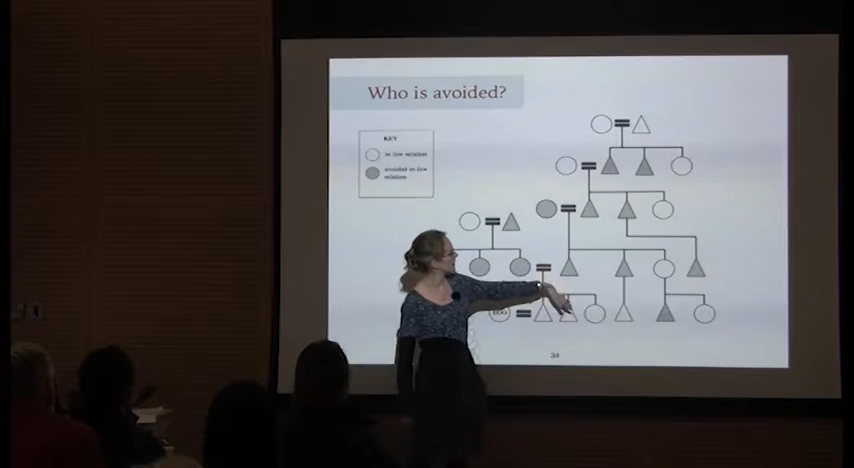 Who is avoided?
KEY
in-law relation
avoided in-law
relation
EGO
34